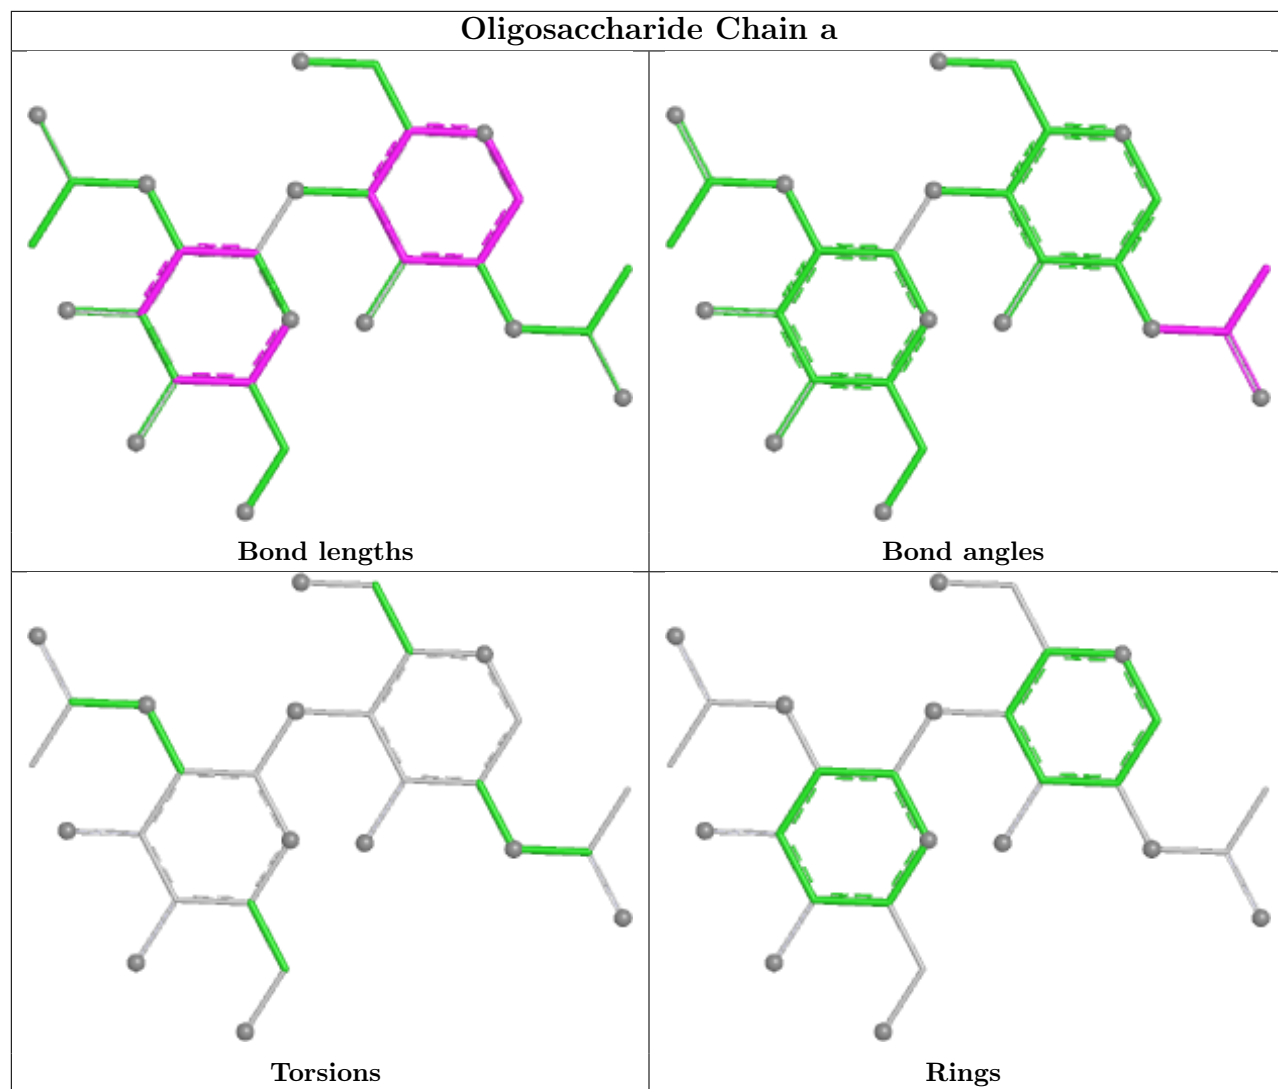 Oligosaccharide Chain a
Bond lengths
Bond angles
Torsions
Rings